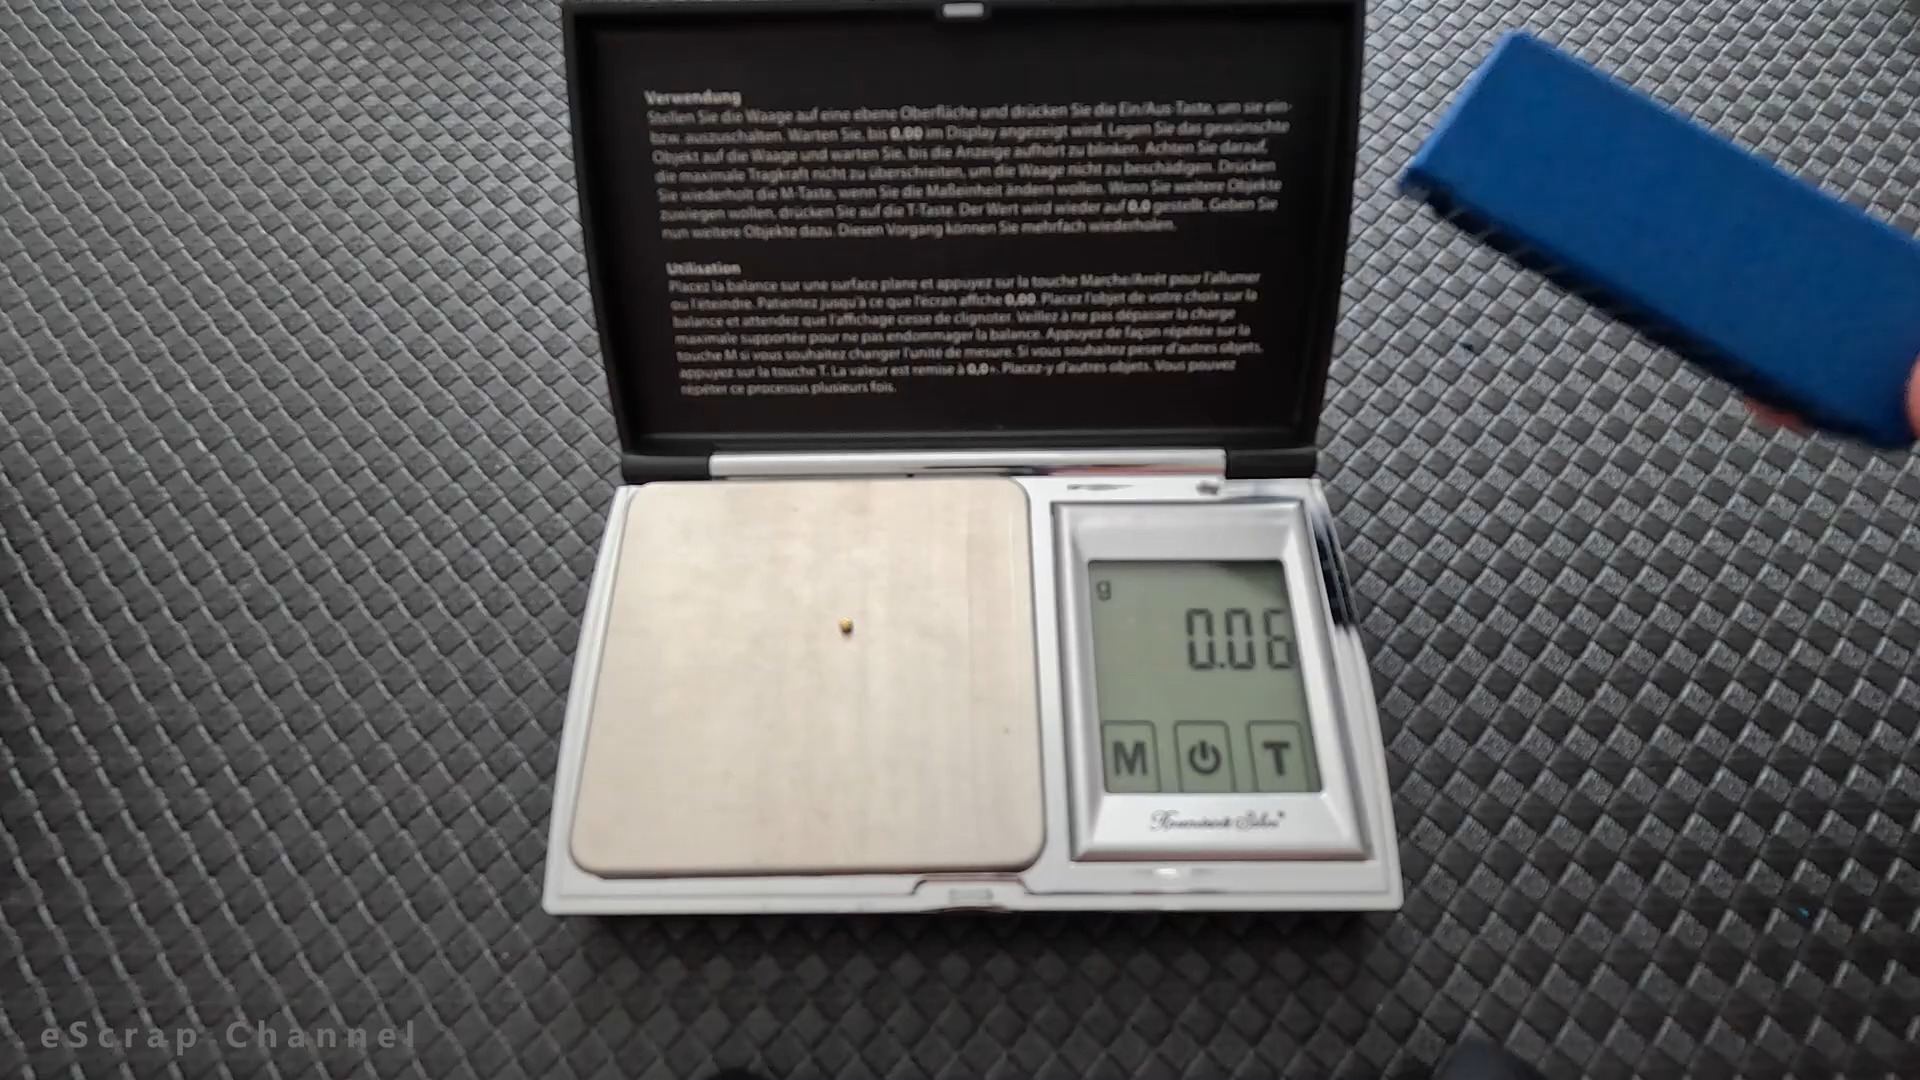 Verwendung
Stellen Sie die Waage auf eine ebene Oberfläche und drücken Sie die Ein/Aus-Taste, um sie ein-
bzw. auszuschalten. Warten Sie, bis 0.00 im Display angezeigt wird. Legen Sie das gewünschte
Objekt auf die Waage und warten Sie, bis die Anzeige aufhört zu blinken. Achten Sie darauf,
die maximale Tragkraft nicht zu überschreiten, um die Waage nicht zu beschädigen. Drücken
Sie wiederholt die M-Taste, wenn Sie die Maßeinheit ändern wollen. Wenn Sie weitere Objekte
zuwiegen wollen, drücken Sie auf die T-Taste. Der Wert wird wieder auf 0.0 gestellt. Geben Sie
nun weitere Objekte dazu. Diesen Vorgang können Sie mehrfach wiederholen.
Utilisation
Placez la balance sur une surface plane et appuyez sur la touche Marche/Arrêt pour l'allumer
ou l'éteindre. Patientez jusqu'à ce que l'écran affiche 0,00. Placez l'objet de votre choix sur la
balance et attendez que l'affichage cesse de clignoter. Veillez à ne pas dépasser la charge
maximale supportée pour ne pas endommager la balance. Appuyez de façon répétée sur la
touche M si vous souhaitez changer l'unité de mesure. Si vous souhaitez peser d'autres objets,
appuyez sur la touche T. La valeur est remise à 0,0. Placez-y d'autres objets. Vous pouvez
répéter ce processus plusieurs fois.
g
0.06
M T
eScrap Channel